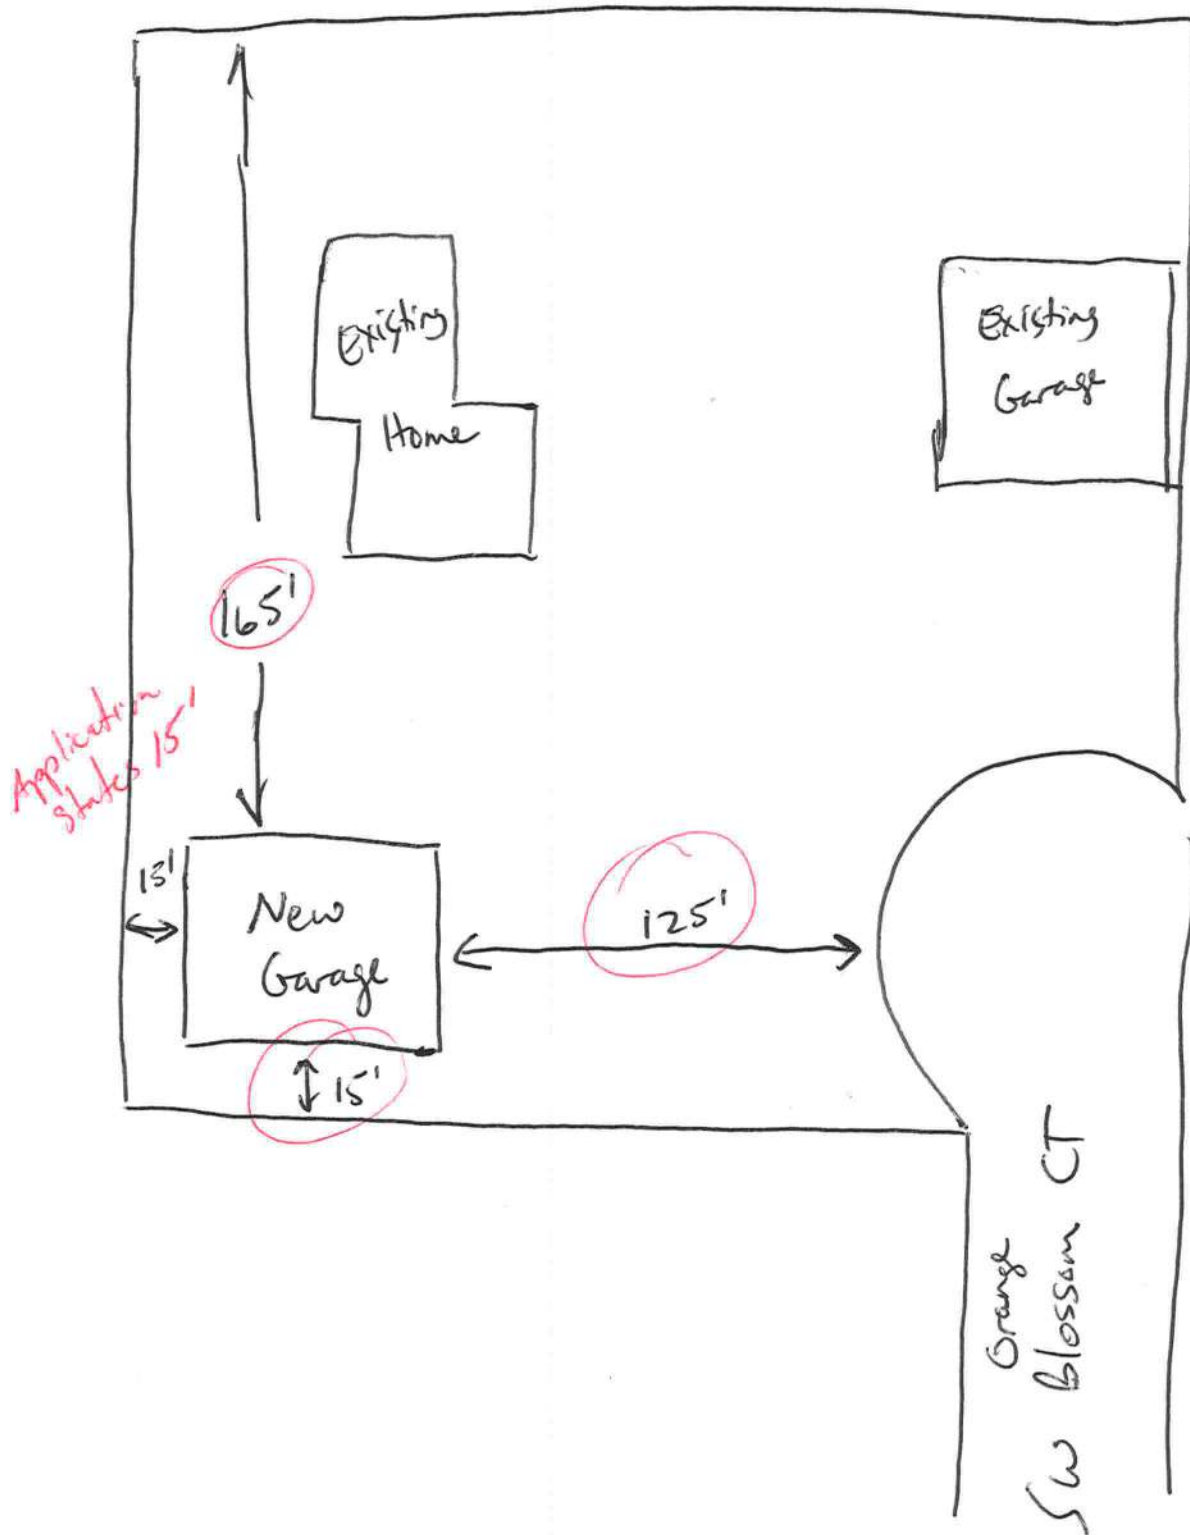 Existing
Home
Existing
Garage
165'
Application
states 15'
13'
New
Garage
125'
15'
Orange
SW Blossom CT